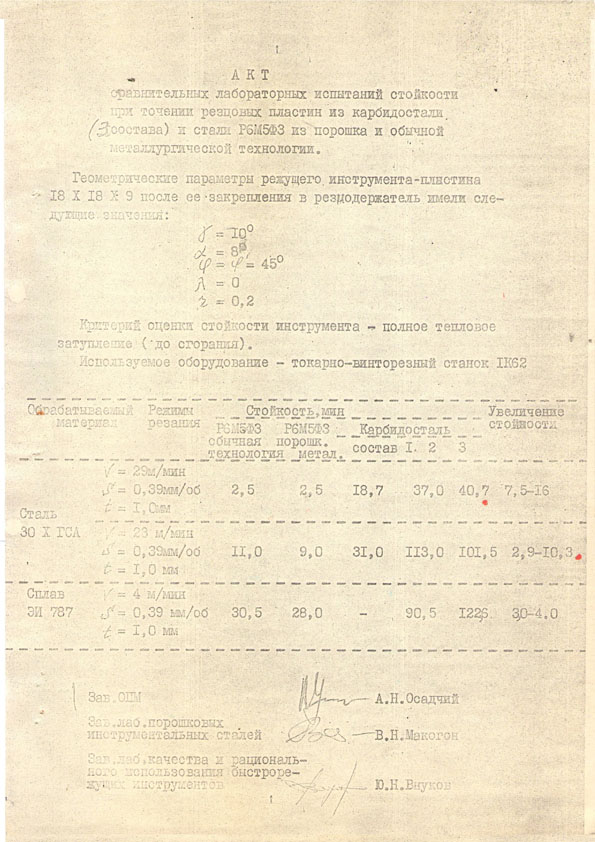 АКТ
сравнительных лабораторных испытаний стойкости
при точении резцовых пластин из карбидостали
(3 состава) и стали Р6М5Ф3 из порошка и обычной
металлургической технологии.
Геометрические параметры режущего инструмента-плстина
18 Х 18 Х 9 после ее закрепления в резцодержатель имели сле-
дующие значения:
γ = 10°
α = 8°
φ = φ = 45°
λ = 0
r = 0,2
Критерий оценки стойкости инструмента - полное тепловое
затупление ( до сгорания).
Используемое оборудование - токарно-винторезный станок 1К62
Обрабатываемый материал Режимы резания Стойкость,мин Увеличение стойкости
Р6М5Ф3 обычная технология Р6М5Ф3 порошк. метал. Карбидосталь
состав 1. 2 3
Сталь 30 Х ГСА
V = 29м/мин
S = 0,39мм/об 2,5 2,5 18,7 37,0 40,7 7,5-16
t = 1,0мм
V = 23 м/мин
S = 0,39мм/об 11,0 9,0 31,0 113,0 101,5 2,9-10,3
t = 1,0 мм
Сплав ЭИ 787
V = 4 м/мин
S = 0,39 мм/об 30,5 28,0 - 90,5 122,6 3,0-4.0
t = 1,0 мм
Зав.ОПМ А.Н.Осадчий
Зав.лаб.порошковых
инструментальных сталей В.Н.Макогон
Зав.лаб.качества и рациональ-
ного использования быстроре-
жущих инструментов Ю.Н.Внуков